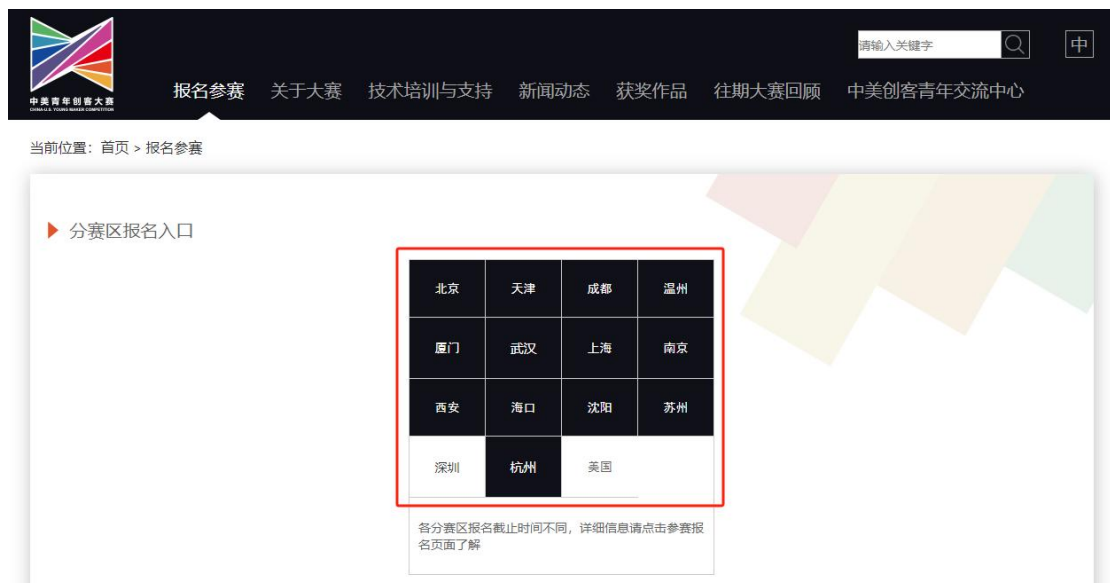 请输入关键字
中
中美青年创客大赛
CHINA-U.S. YOUNG MAKER COMPETITION
报名参赛 关于大赛 技术培训与支持 新闻动态 获奖作品 往期大赛回顾 中美创客青年交流中心
当前位置：首页 > 报名参赛
分赛区报名入口
北京 天津 成都 温州
厦门 武汉 上海 南京
西安 海口 沈阳 苏州
深圳 杭州 美国
各分赛区报名截止时间不同，详细信息请点击参赛报
名页面了解